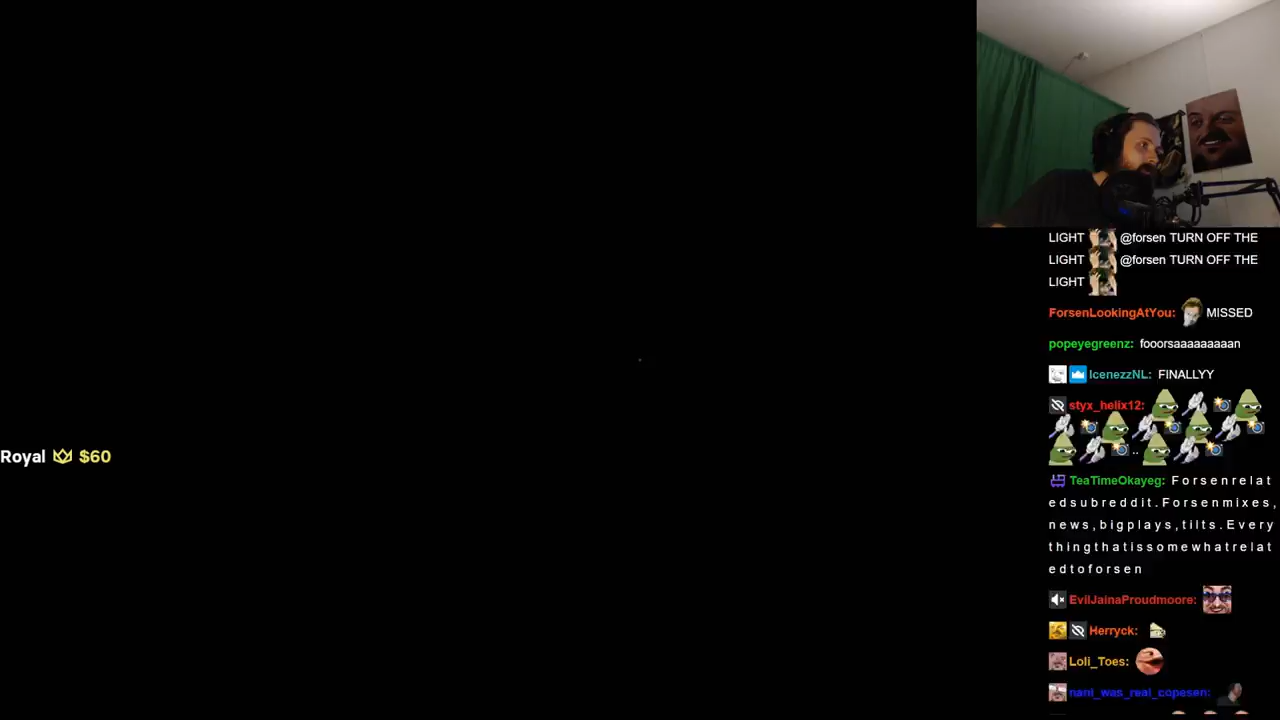 LIGHT @forsen TURN OFF THE
LIGHT @forsen TURN OFF THE
LIGHT
ForsenLookingAtYou: MISSED
popeyegreenz: fooorsaaaaaaaaan
IcenezzNL: FINALLYY
styx_helix12:
..
Royal $60
TeaTimeOkayeg: F o r s e n r e l a t
e d s u b r e d d i t . F o r s e n m i x e s ,
n e w s , b i g p l a y s , t i l t s . E v e r y
t h i n g t h a t i s s o m e w h a t r e l a t
e d t o f o r s e n
EvilJainaProudmoore:
Herryck:
Loli_Toes:
nani_was_real_copesen: